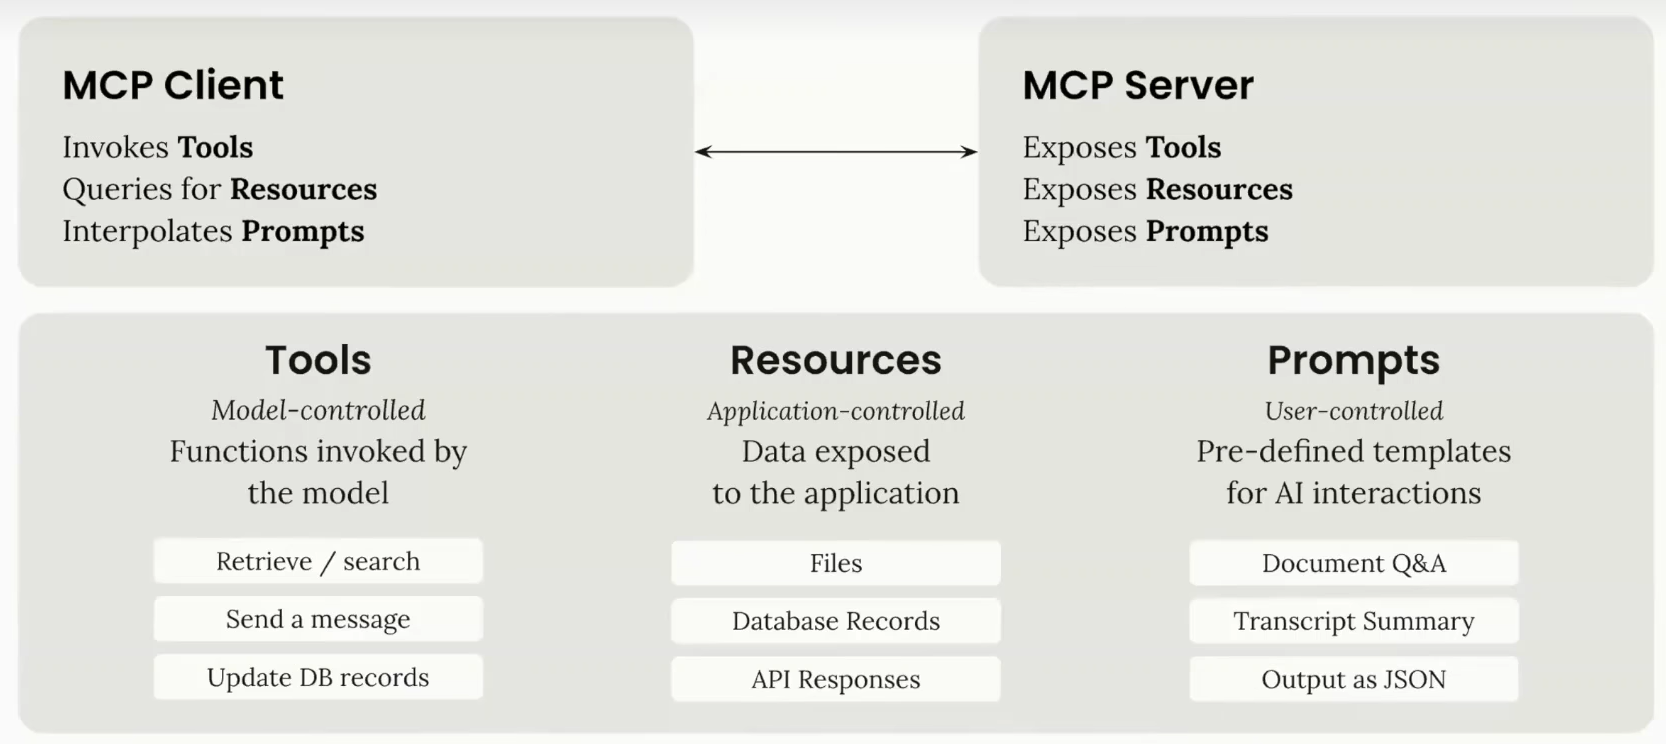 MCP Client
Invokes Tools
Queries for Resources
Interpolates Prompts
MCP Server
Exposes Tools
Exposes Resources
Exposes Prompts
Tools
Model-controlled
Functions invoked by
the model
Retrieve / search
Send a message
Update DB records
Resources
Application-controlled
Data exposed
to the application
Files
Database Records
API Responses
Prompts
User-controlled
Pre-defined templates
for AI interactions
Document Q&A
Transcript Summary
Output as JSON